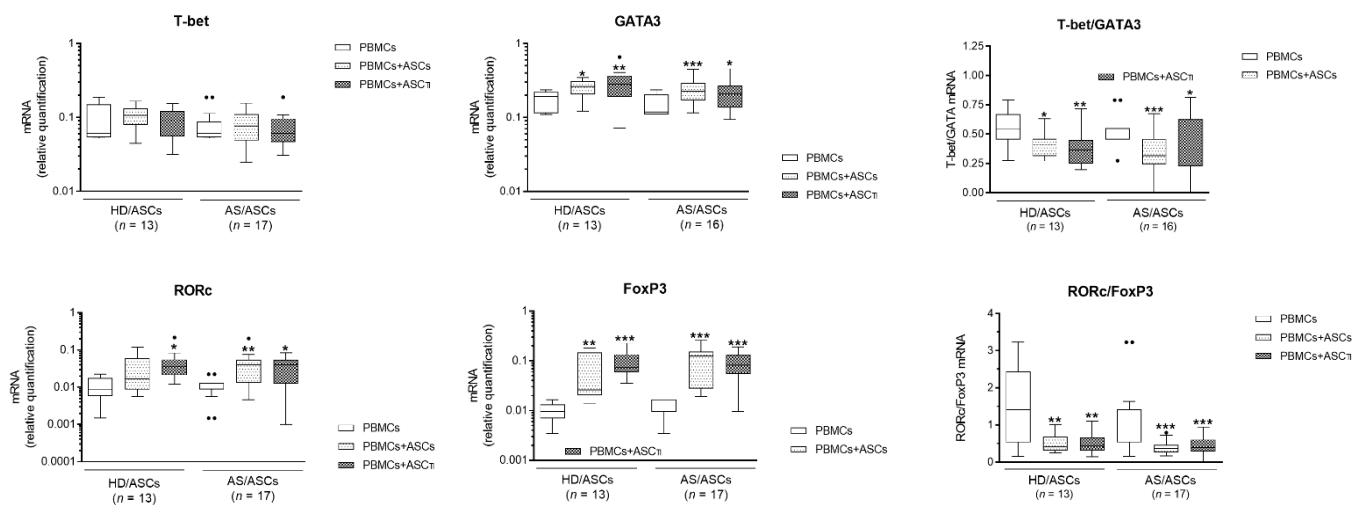 T-bet
mRNA
(relative quantification)
1
0.1
0.01
HD/ASCs
(n = 13)
AS/ASCs
(n = 17)
PBMCs
PBMCs+ASCs
PBMCs+ASCTI
GATA3
mRNA
(relative quantification)
1
0.1
0.01
* ** *** *
HD/ASCs
(n = 13)
AS/ASCs
(n = 16)
PBMCs
PBMCs+ASCs
PBMCs+ASCTI
T-bet/GATA3
T-bet/GATA mRNA
1.25
1.00
0.75
0.50
0.25
0.00
* ** *** *
HD/ASCs
(n = 13)
AS/ASCs
(n = 16)
PBMCs+ASCTI
PBMCs
PBMCs+ASCs
RORc
mRNA
(relative quantification)
1
0.1
0.01
0.001
0.0001
* ** *
HD/ASCs
(n = 13)
AS/ASCs
(n = 17)
PBMCs
PBMCs+ASCs
PBMCs+ASCTI
FoxP3
mRNA
(relative quantification)
1
0.1
0.01
0.001
** *** *** ***
PBMCs+ASCTI
HD/ASCs
(n = 13)
AS/ASCs
(n = 17)
PBMCs
PBMCs+ASCs
RORc/FoxP3
RORc/FoxP3 mRNA
4
3
2
1
0
** ** *** ***
HD/ASCs
(n = 13)
AS/ASCs
(n = 17)
PBMCs
PBMCs+ASCs
PBMCs+ASCTI